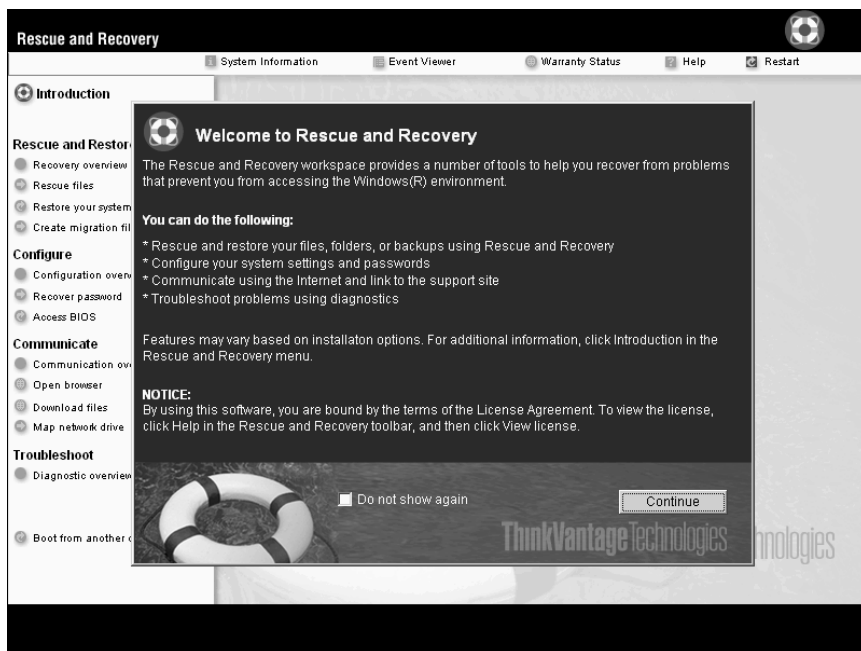 Rescue and Recovery
System Information
Event Viewer
Warranty Status
Help
Restart
Introduction
Rescue and Restor
Recovery overview
Rescue files
Restore your system
Create migration fil
Configure
Configuration overv
Recover password
Access BIOS
Communicate
Communication ov
Open browser
Download files
Map network drive
Troubleshoot
Diagnostic overview
Boot from another
Welcome to Rescue and Recovery
The Rescue and Recovery workspace provides a number of tools to help you recover from problems
that prevent you from accessing the Windows(R) environment.
You can do the following:
* Rescue and restore your files, folders, or backups using Rescue and Recovery
* Configure your system settings and passwords
* Communicate using the Internet and link to the support site
* Troubleshoot problems using diagnostics
Features may vary based on installaton options. For additional information, click Introduction in the
Rescue and Recovery menu.
NOTICE:
By using this software, you are bound by the terms of the License Agreement. To view the license,
click Help in the Rescue and Recovery toolbar, and then click View license.
Do not show again
Continue
ThinkVantage Technologies
hnologies